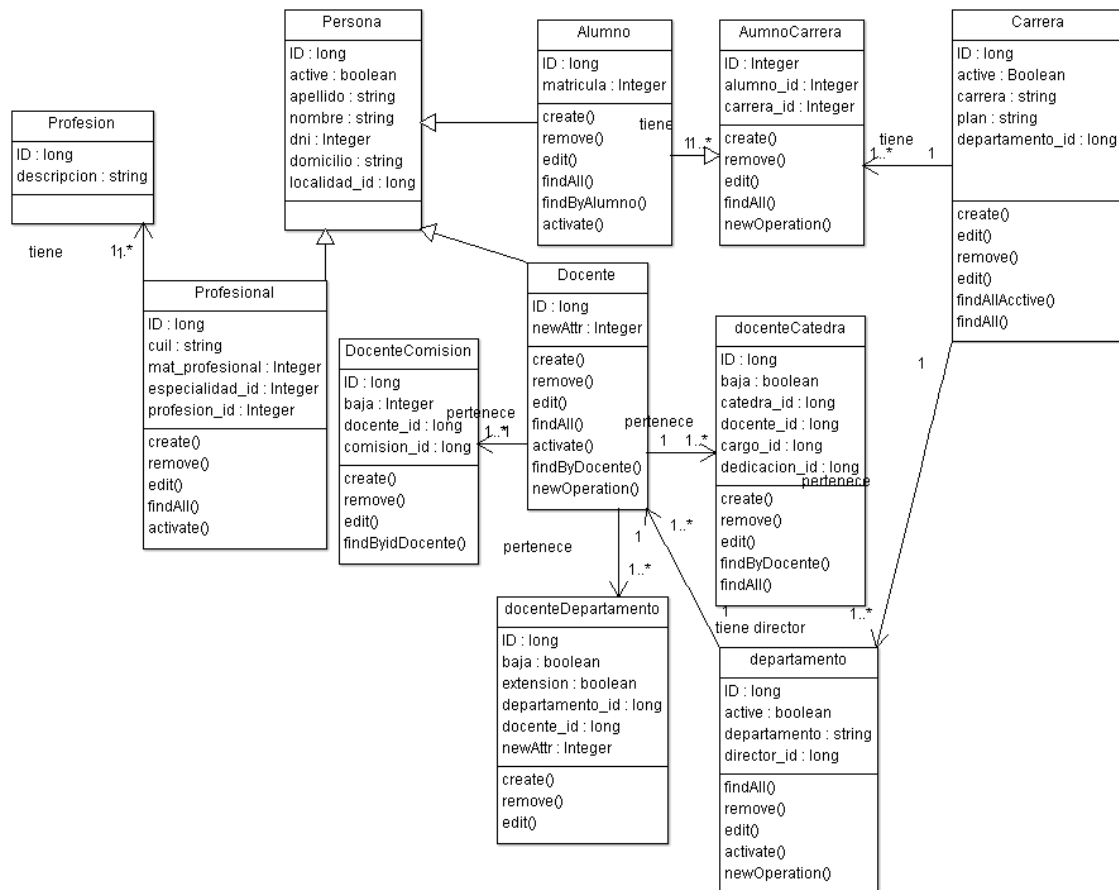 Persona
ID : long
active : boolean
apellido : string
nombre : string
dni : Integer
domicilio : string
localidad_id : long
Alumno
ID : long
matricula : Integer
create()
remove()
edit()
findAll()
findByAlumno()
activate()
tiene
11..*
AumnoCarrera
ID : Integer
alumno_id : Integer
carrera_id : Integer
create()
remove()
edit()
findAll()
newOperation()
tiene
1..*
1
Carrera
ID : long
active : Boolean
carrera : string
plan : string
departamento_id : long
create()
edit()
remove()
edit()
findAllAcctive()
findAll()
Profesion
ID : long
descripcion : string
tiene
11..*
Profesional
ID : long
cuil : string
mat_profesional : Integer
especialidad_id : Integer
profesion_id : Integer
create()
remove()
edit()
findAll()
activate()
DocenteComision
ID : long
baja : Integer
docente_id : long
comision_id : long
create()
remove()
edit()
findByidDocente()
pertenece
1..*1
Docente
ID : long
newAttr : Integer
create()
remove()
edit()
findAll()
activate()
findByDocente()
newOperation()
pertenece
1
1..*
docenteCatedra
ID : long
baja : boolean
catedra_id : long
docente_id : long
cargo_id : long
dedicacion_id : long
pertenece
create()
remove()
edit()
findByDocente()
findAll()
1
1..*
1
pertenece
1..*
1
1..*
tiene director
docenteDepartamento
ID : long
baja : boolean
extension : boolean
departamento_id : long
docente_id : long
newAttr : Integer
create()
remove()
edit()
departamento
ID : long
active : boolean
departamento : string
director_id : long
findAll()
remove()
edit()
activate()
newOperation()